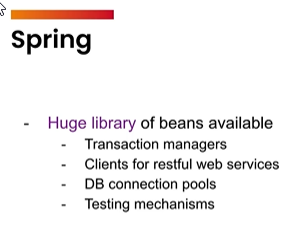 Spring
- Huge library of beans available
- Transaction managers
- Clients for restful web services
- DB connection pools
- Testing mechanisms